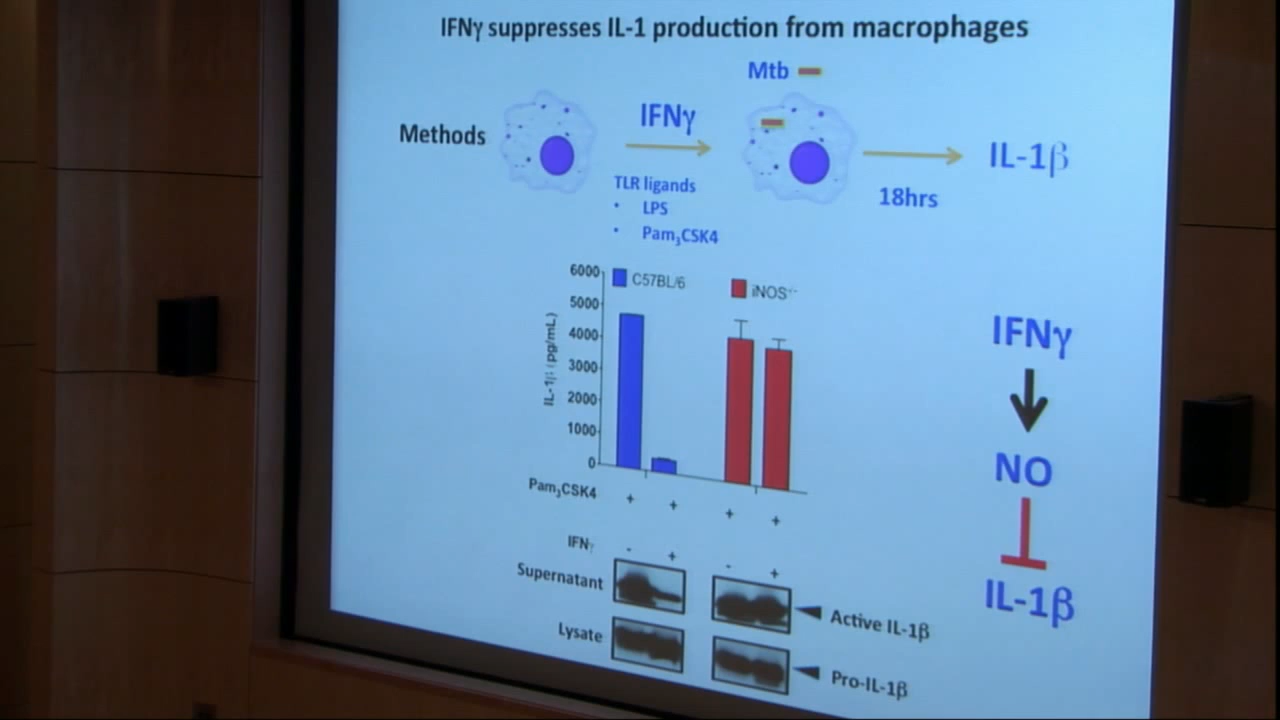 IFNγ suppresses IL-1 production from macrophages
Mtb
Methods
IFNγ
IL-1β
TLR ligands
• LPS
• Pam3CSK4
18hrs
C57BL/6
iNOS-/-
IL-1β (pg/mL)
6000
5000
4000
3000
2000
1000
0
Pam3CSK4 + + + +
IFNγ - + - +
Supernatant
Active IL-1β
Lysate
Pro-IL-1β
IFNγ
NO
IL-1β